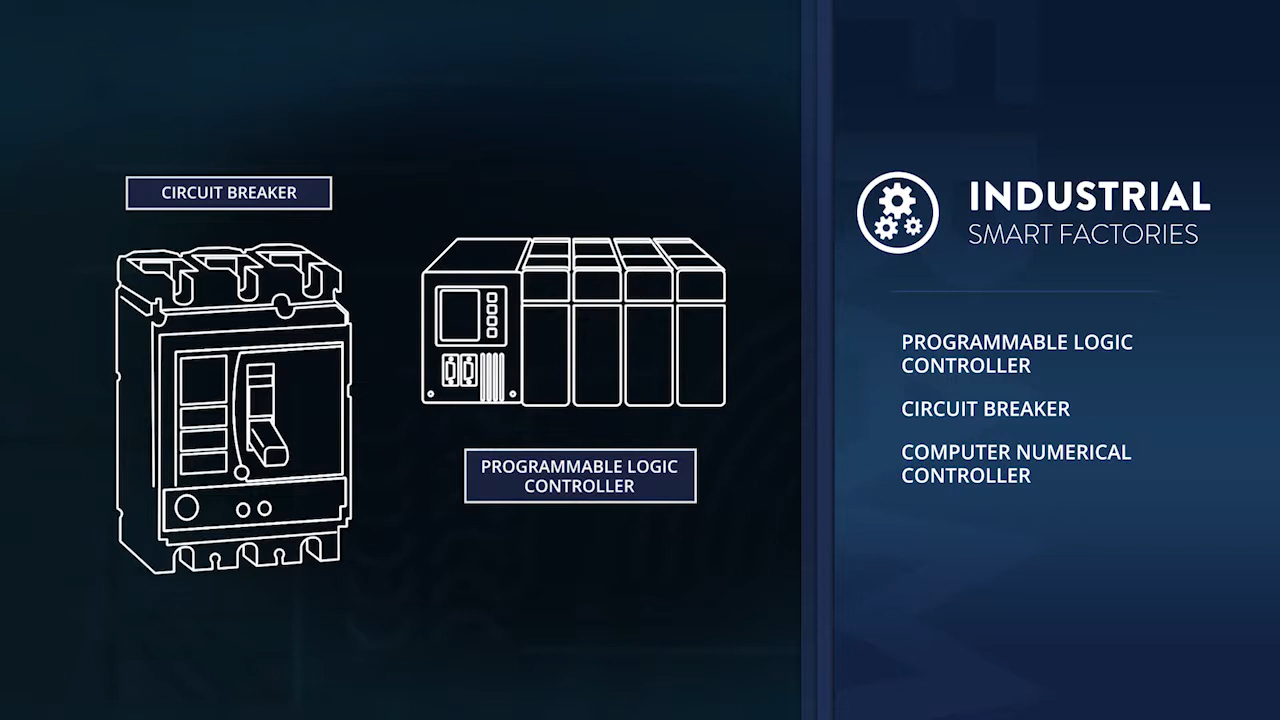 CIRCUIT BREAKER
PROGRAMMABLE LOGIC
CONTROLLER
INDUSTRIAL
SMART FACTORIES
PROGRAMMABLE LOGIC
CONTROLLER
CIRCUIT BREAKER
COMPUTER NUMERICAL
CONTROLLER